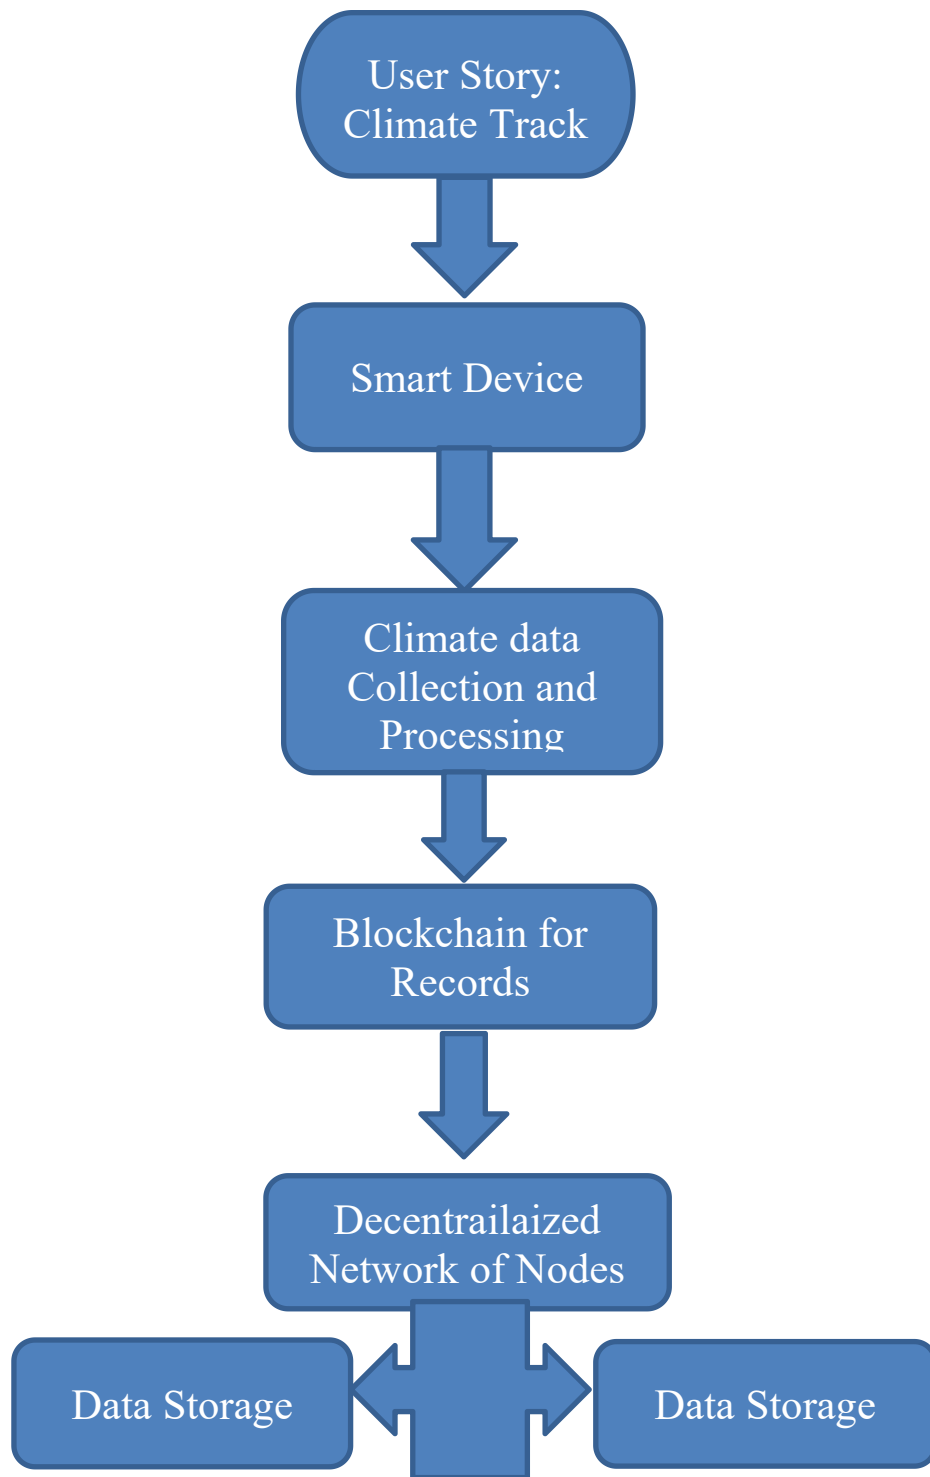 User Story:
Climate Track
Smart Device
Climate data
Collection and
Processing
Blockchain for
Records
Decentrailaized
Network of Nodes
Data Storage
Data Storage